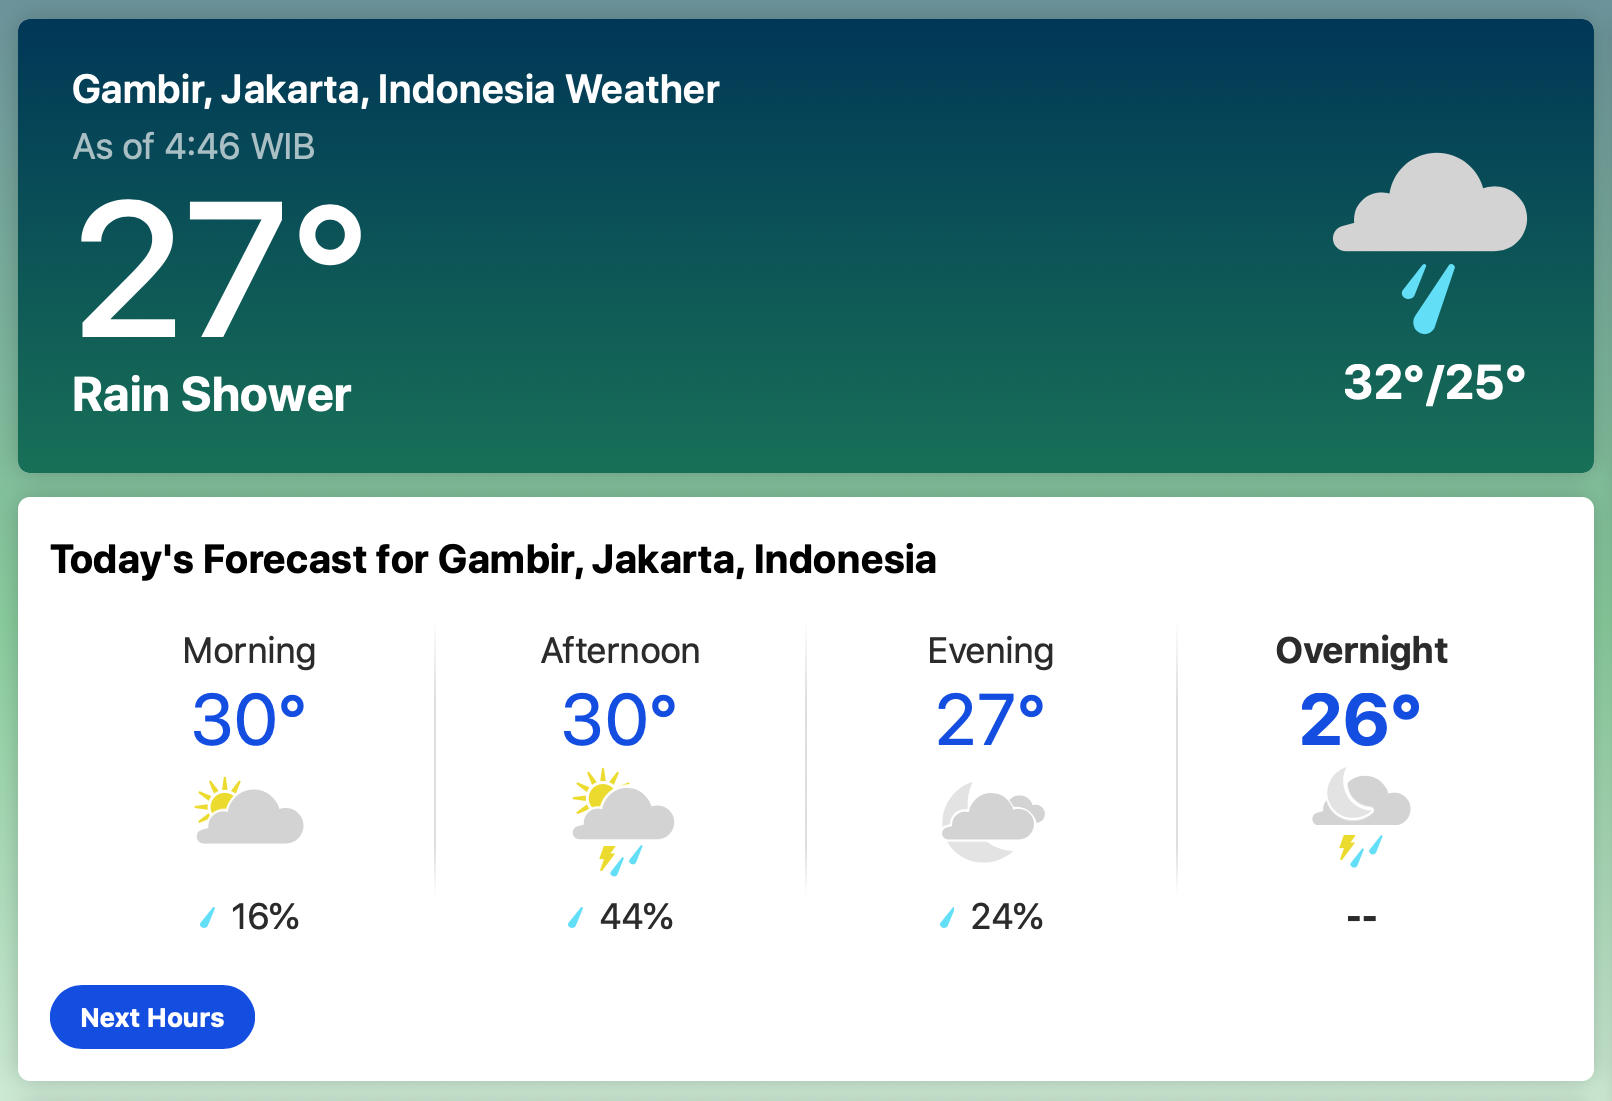 Gambir, Jakarta, Indonesia Weather
As of 4:46 WIB
27°
Rain Shower
32°/25°
Today's Forecast for Gambir, Jakarta, Indonesia
Morning
30°
16%
Afternoon
30°
44%
Evening
27°
24%
Overnight
26°
--
Next Hours